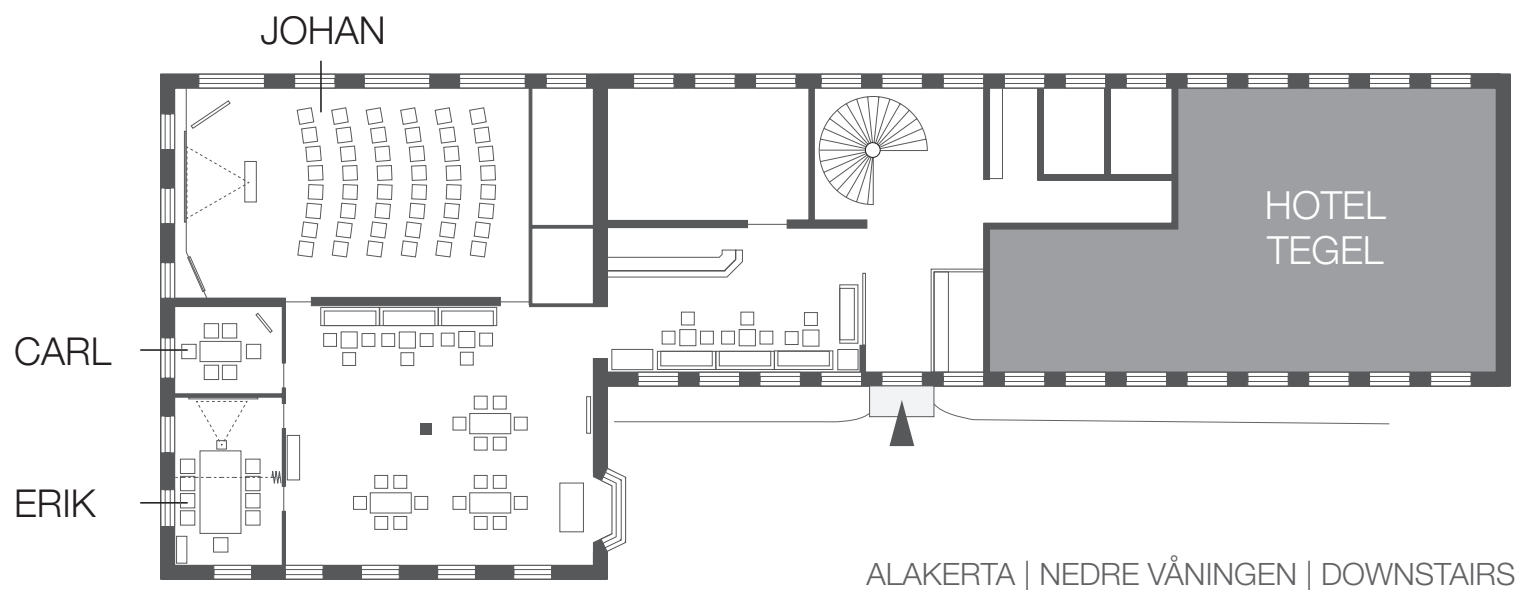 JOHAN
HOTEL
TEGEL
CARL
ERIK
ALAKERTA | NEDRE VÅNINGEN | DOWNSTAIRS